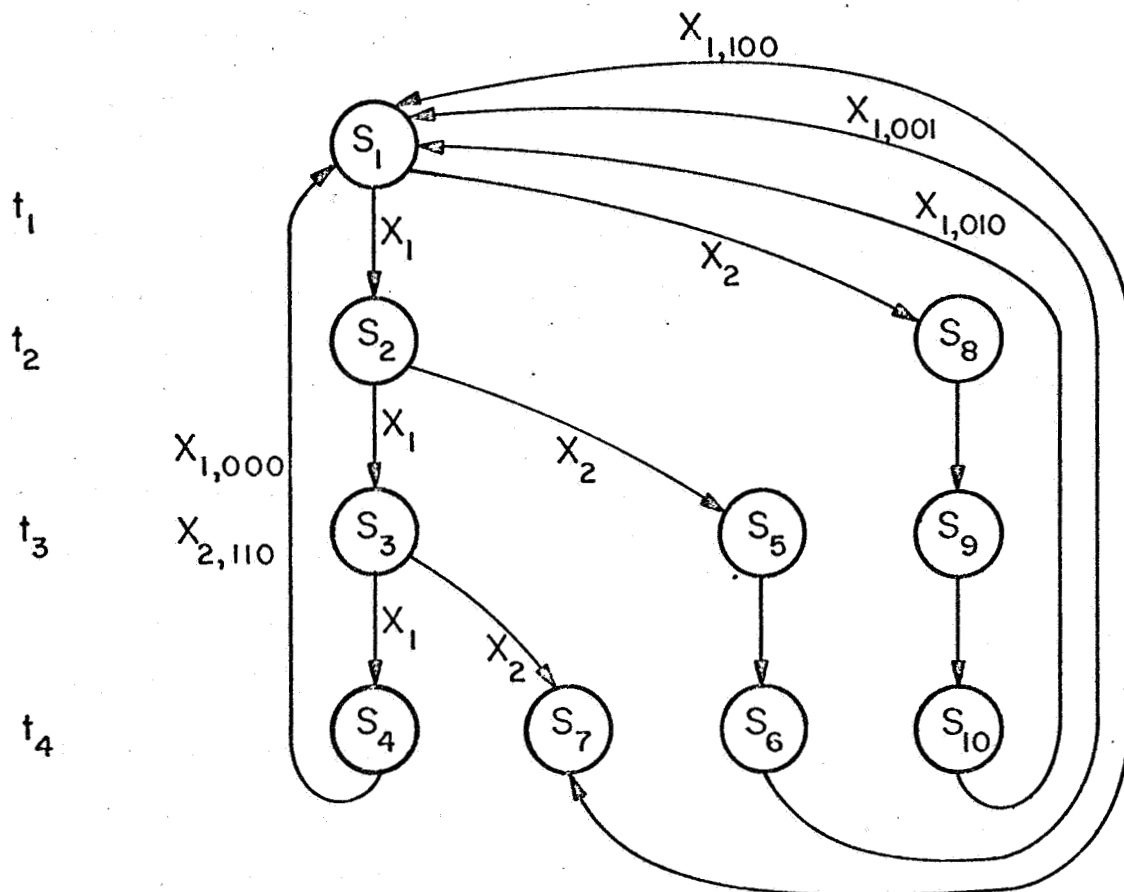 X1,100
X1,001
S1
t1
X1,010
X1
X2
t2
S2
S8
X1
X2
X1,000
t3
X2,110
S3
S5
S9
X1
X2
t4
S4
S7
S6
S10